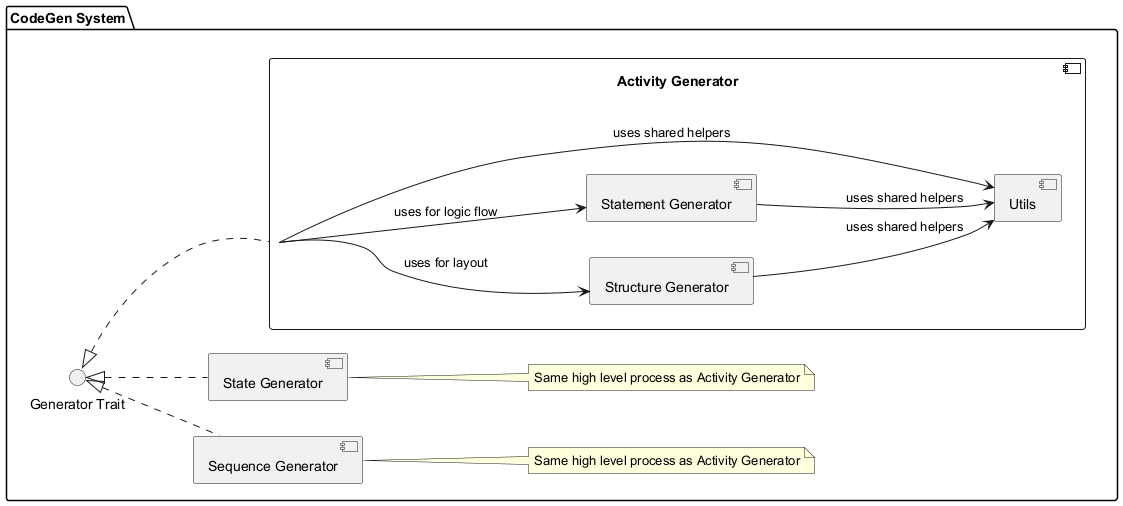 CodeGen System
Activity Generator
uses shared helpers
Statement Generator
uses shared helpers
Utils
uses for logic flow
uses shared helpers
uses for layout
Structure Generator
State Generator
Same high level process as Activity Generator
Generator Trait
Sequence Generator
Same high level process as Activity Generator